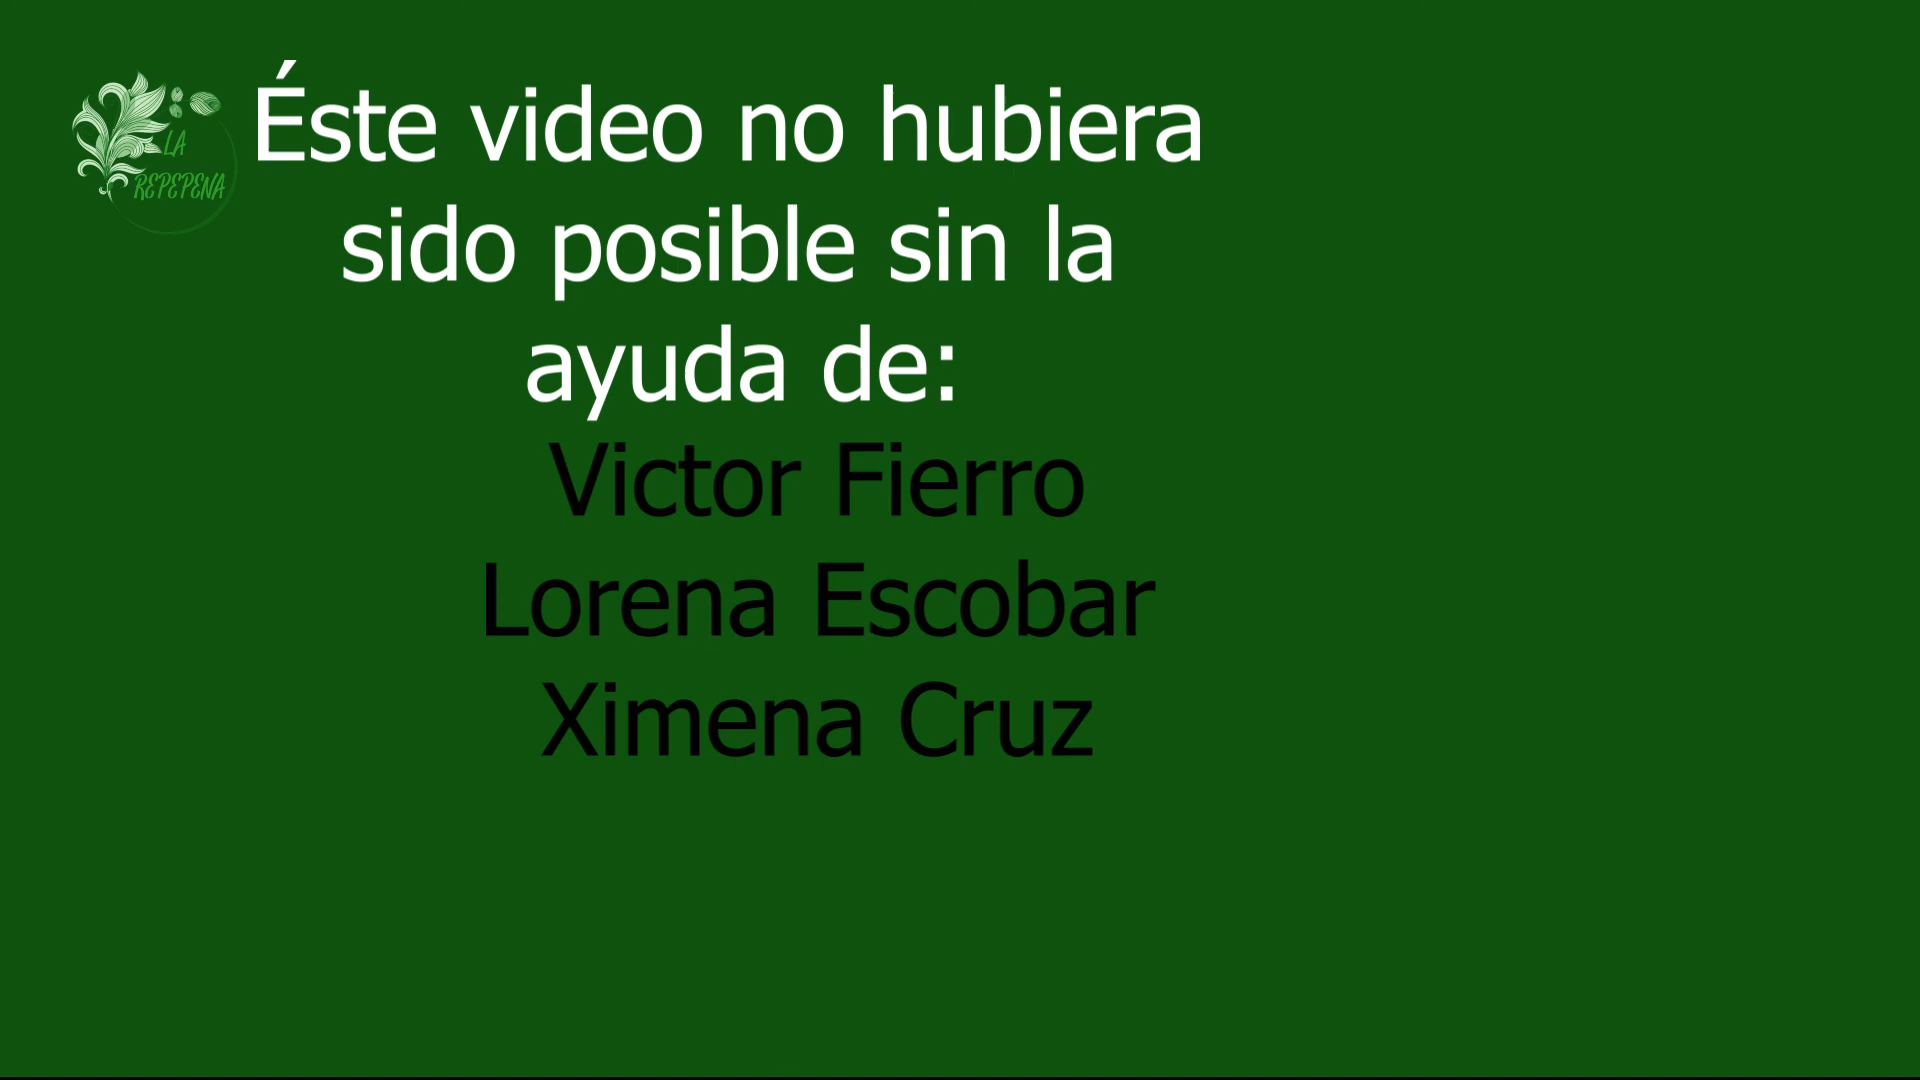 LA
REPEPENA
Éste video no hubiera
sido posible sin la
ayuda de:
Victor Fierro
Lorena Escobar
Ximena Cruz